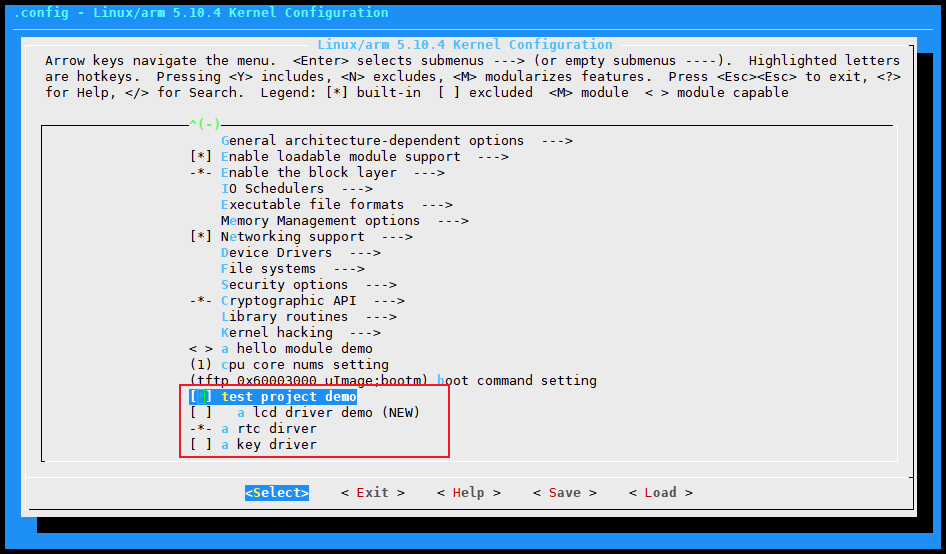 .config - Linux/arm 5.10.4 Kernel Configuration
Linux/arm 5.10.4 Kernel Configuration
Arrow keys navigate the menu.  <Enter> selects submenus ---> (or empty submenus ----).  Highlighted letters
are hotkeys.  Pressing <Y> includes, <N> excludes, <M> modularizes features.  Press <Esc><Esc> to exit, <?>
for Help, </> for Search.  Legend: [*] built-in  [ ] excluded  <M> module  < > module capable
^(-)
General architecture-dependent options  --->
[*] Enable loadable module support  --->
-*- Enable the block layer  --->
IO Schedulers  --->
Executable file formats  --->
Memory Management options  --->
[*] Networking support  --->
Device Drivers  --->
File systems  --->
Security options  --->
-*- Cryptographic API  --->
Library routines  --->
Kernel hacking  --->
< > a hello module demo
(1) cpu core nums setting
(tftp 0x60003000 uImage;bootm) boot command setting
[*] test project demo
[ ]   a lcd driver demo (NEW)
-*- a rtc dirver
[ ] a key driver
<Select>    < Exit >    < Help >    < Save >    < Load >